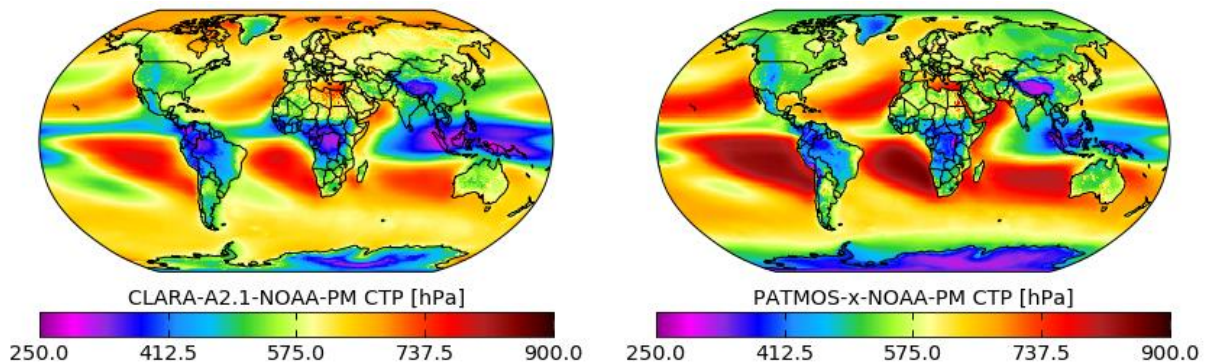 CLARA-A2.1-NOAA-PM CTP [hPa]
250.0 412.5 575.0 737.5 900.0
PATMOS-x-NOAA-PM CTP [hPa]
250.0 412.5 575.0 737.5 900.0